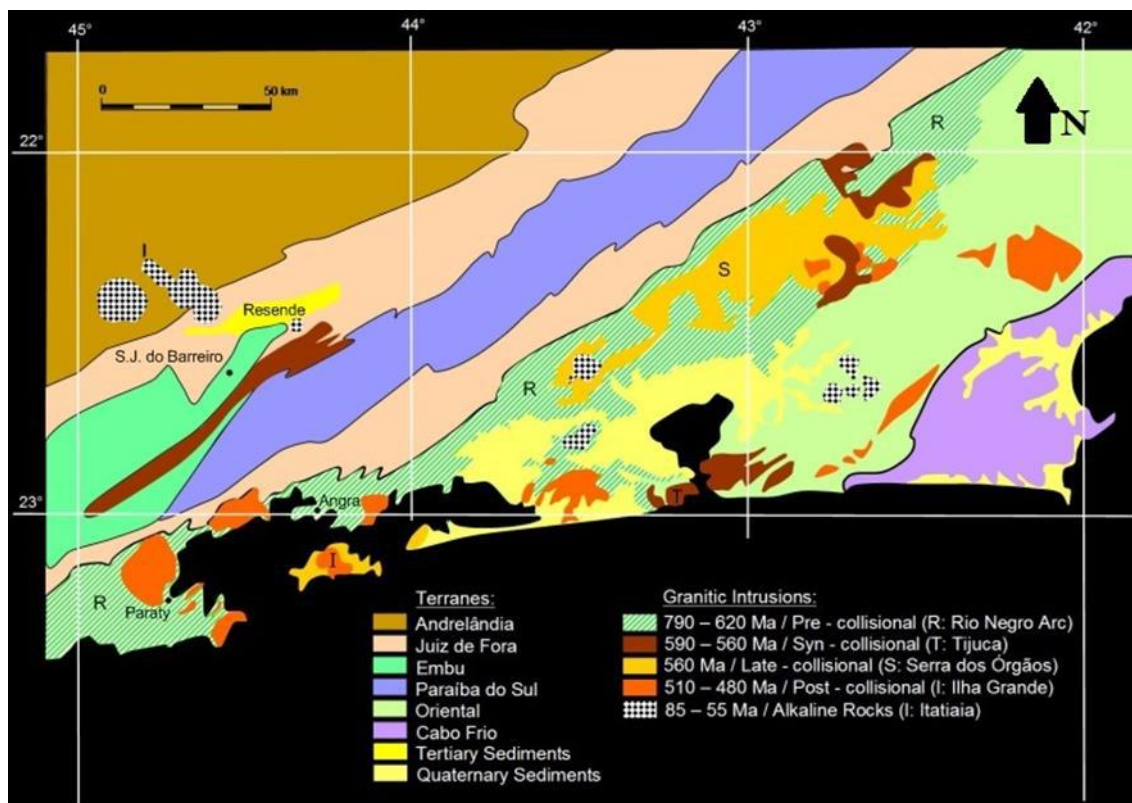 45°
44°
43°
42°
0
50 km
22°
N
R
I
S
Resende
S.J. do Barreiro
R
23°
Angra
T
I
R
Paraty
Terranes:
Andrelândia
Juiz de Fora
Embu
Paraíba do Sul
Oriental
Cabo Frio
Tertiary Sediments
Quaternary Sediments
Granitic Intrusions:
790 – 620 Ma / Pre - collisional (R: Rio Negro Arc)
590 – 560 Ma / Syn - collisional (T: Tijuca)
560 Ma / Late - collisional (S: Serra dos Órgãos)
510 – 480 Ma / Post - collisional (I: Ilha Grande)
85 – 55 Ma / Alkaline Rocks (I: Itatiaia)